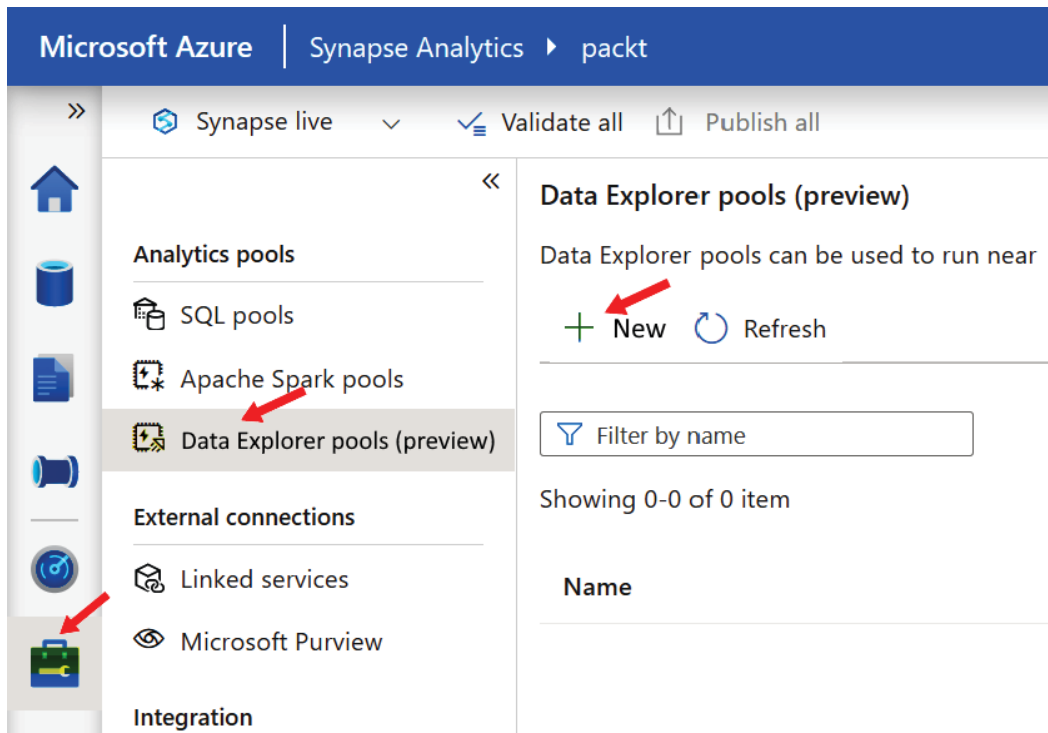 Microsoft Azure Synapse Analytics packt
Synapse live Validate all Publish all
Analytics pools
SQL pools
Apache Spark pools
Data Explorer pools (preview)
External connections
Linked services
Microsoft Purview
Integration
Data Explorer pools (preview)
Data Explorer pools can be used to run near
New Refresh
Filter by name
Showing 0-0 of 0 item
Name